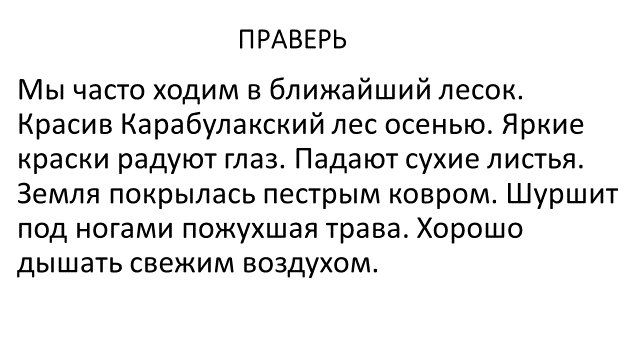 ПРАВЕРЬ
Мы часто ходим в ближайший лесок.
Красив Карабулакский лес осенью. Яркие
краски радуют глаз. Падают сухие листья.
Земля покрылась пестрым ковром. Шуршит
под ногами пожухшая трава. Хорошо
дышать свежим воздухом.